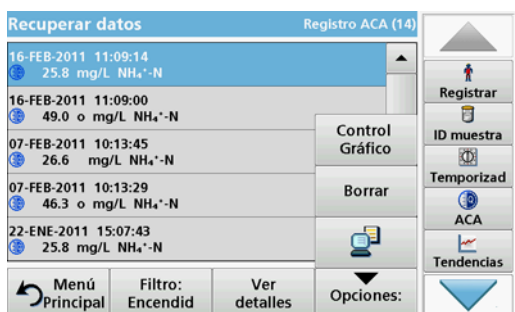 Recuperar datos
Registro ACA (14)
16-FEB-2011 11:09:14
25.8 mg/L NH₄⁺-N
16-FEB-2011 11:09:00
49.0 o mg/L NH₄⁺-N
07-FEB-2011 10:13:45
26.6 mg/L NH₄⁺-N
07-FEB-2011 10:13:29
46.3 o mg/L NH₄⁺-N
22-ENE-2011 15:07:43
25.8 mg/L NH₄⁺-N
Control
Gráfico
Borrar
Menú
Principal
Filtro:
Encendid
Ver
detalles
Opciones:
Registrar
ID muestra
Temporizad
ACA
Tendencias